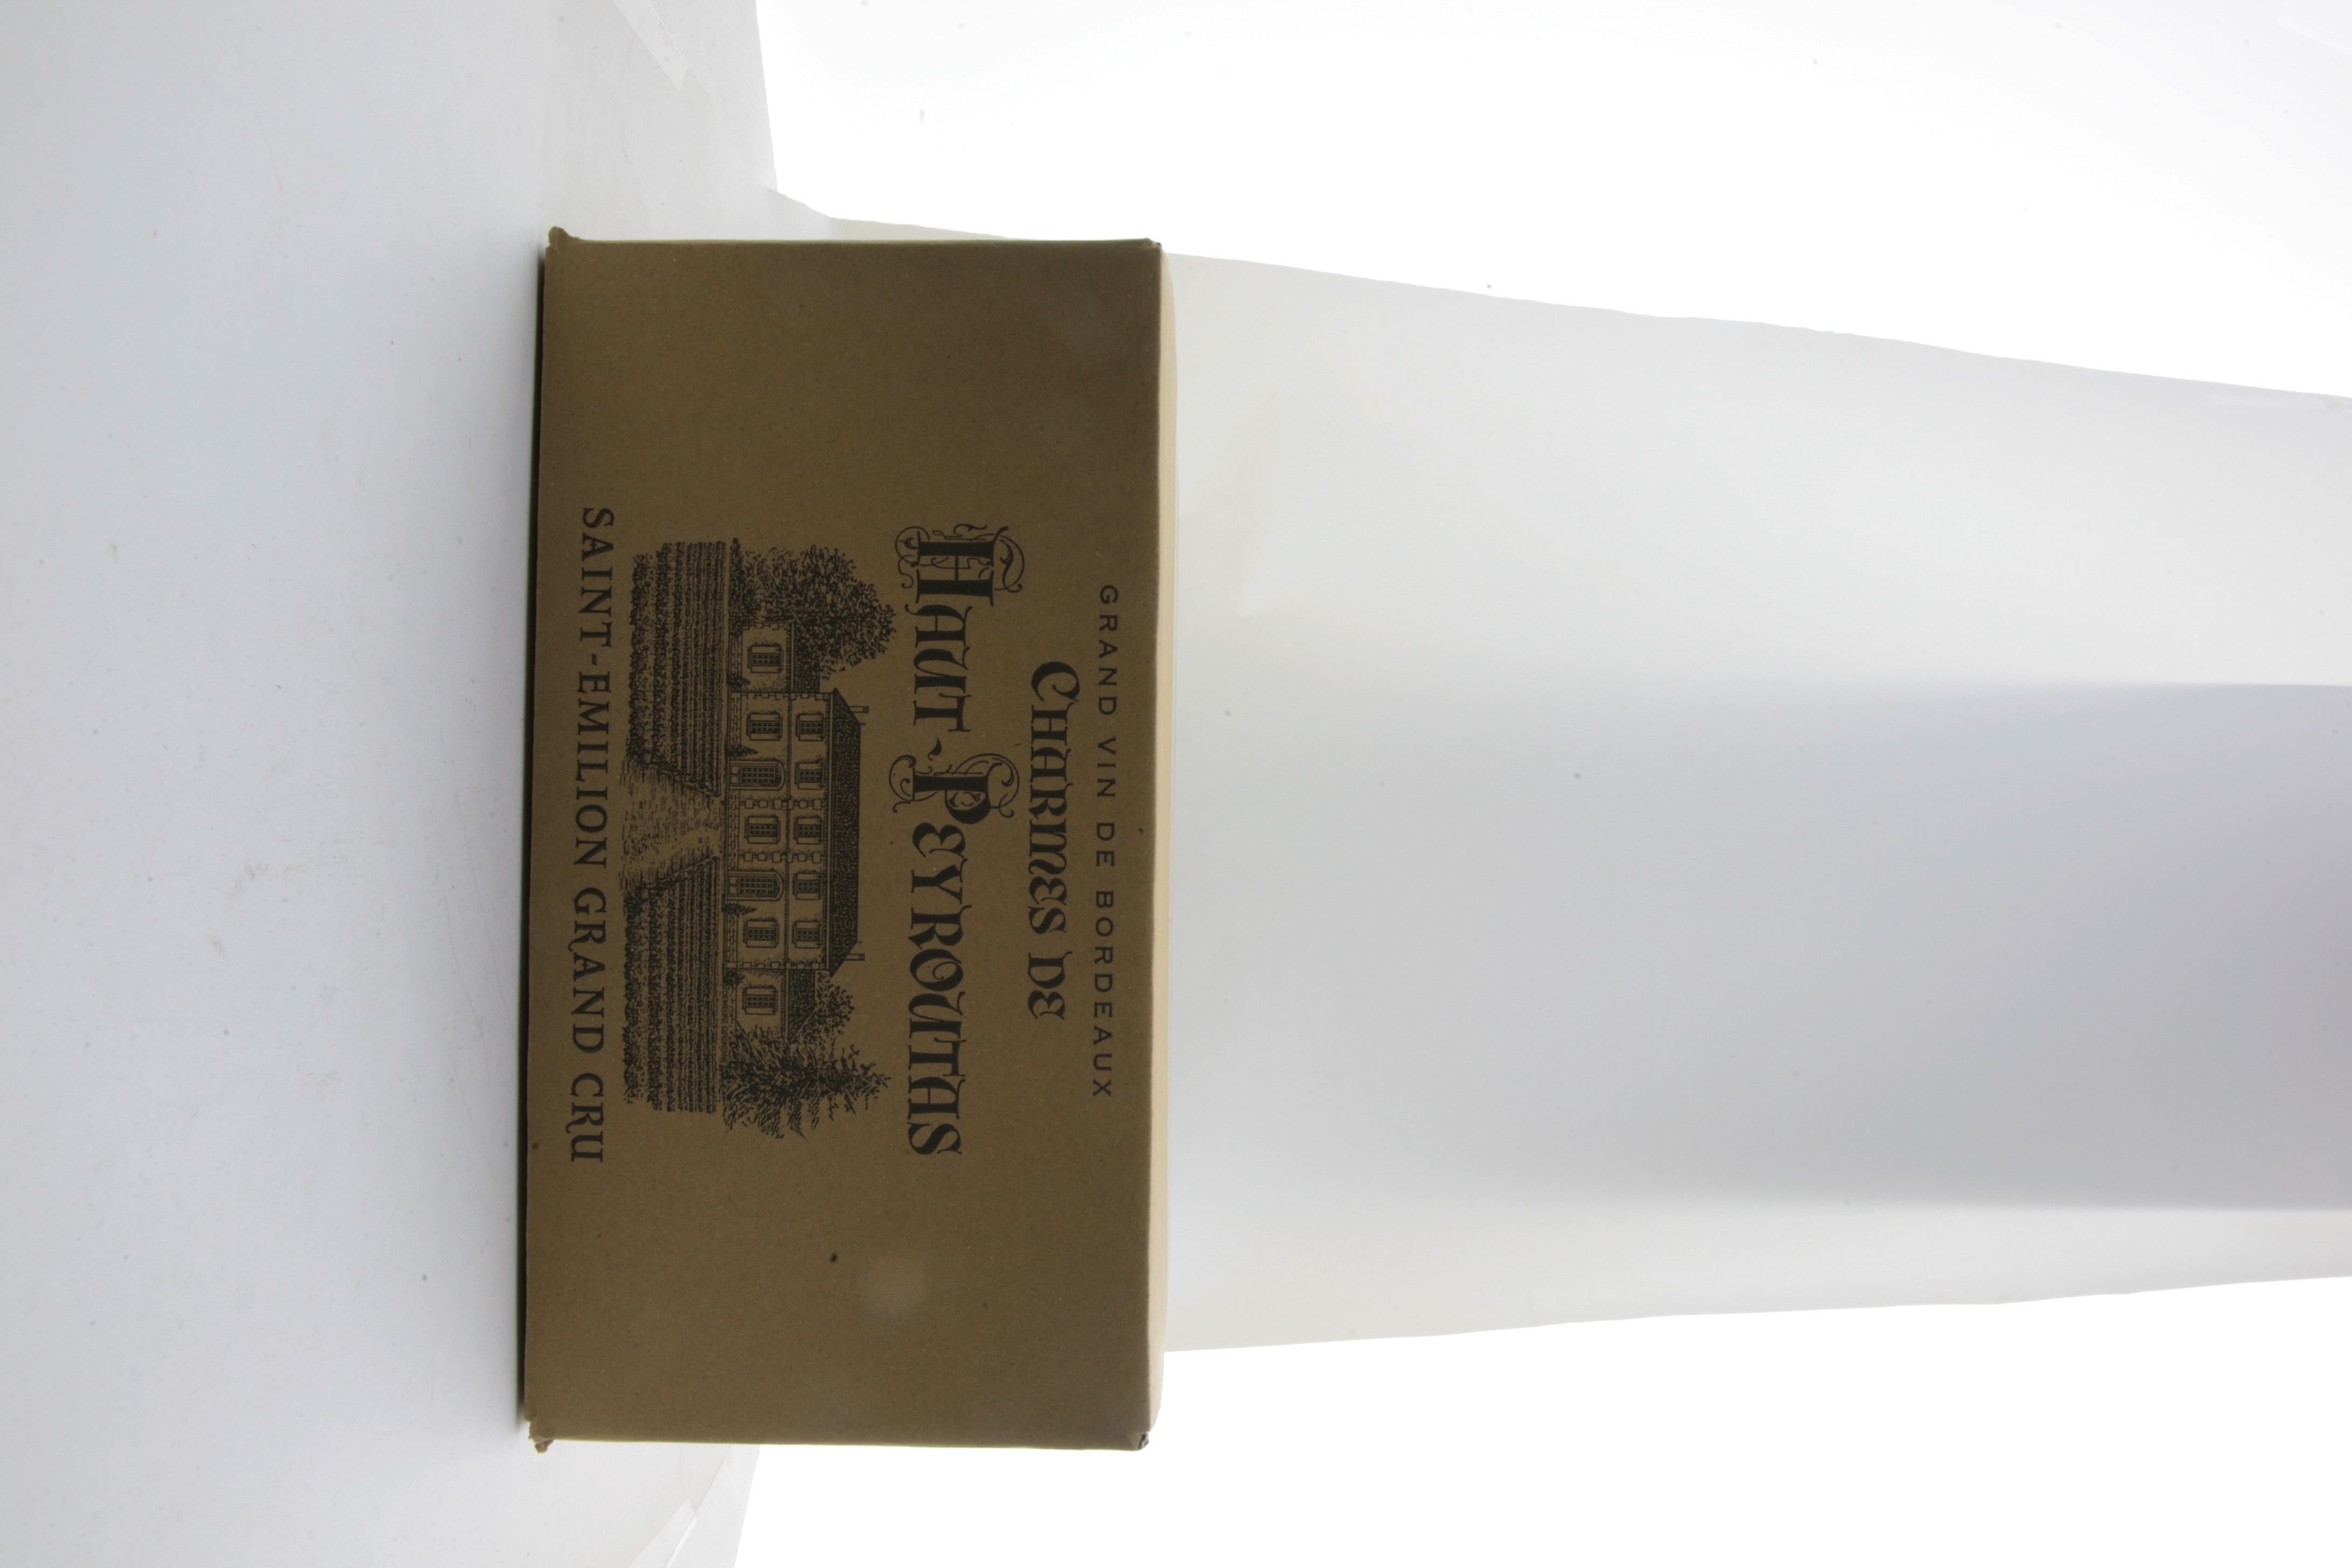 GRAND VIN DE BORDEAUX
CHARMES DE
HAUT-PEYROUTAS
SAINT-EMILION GRAND CRU